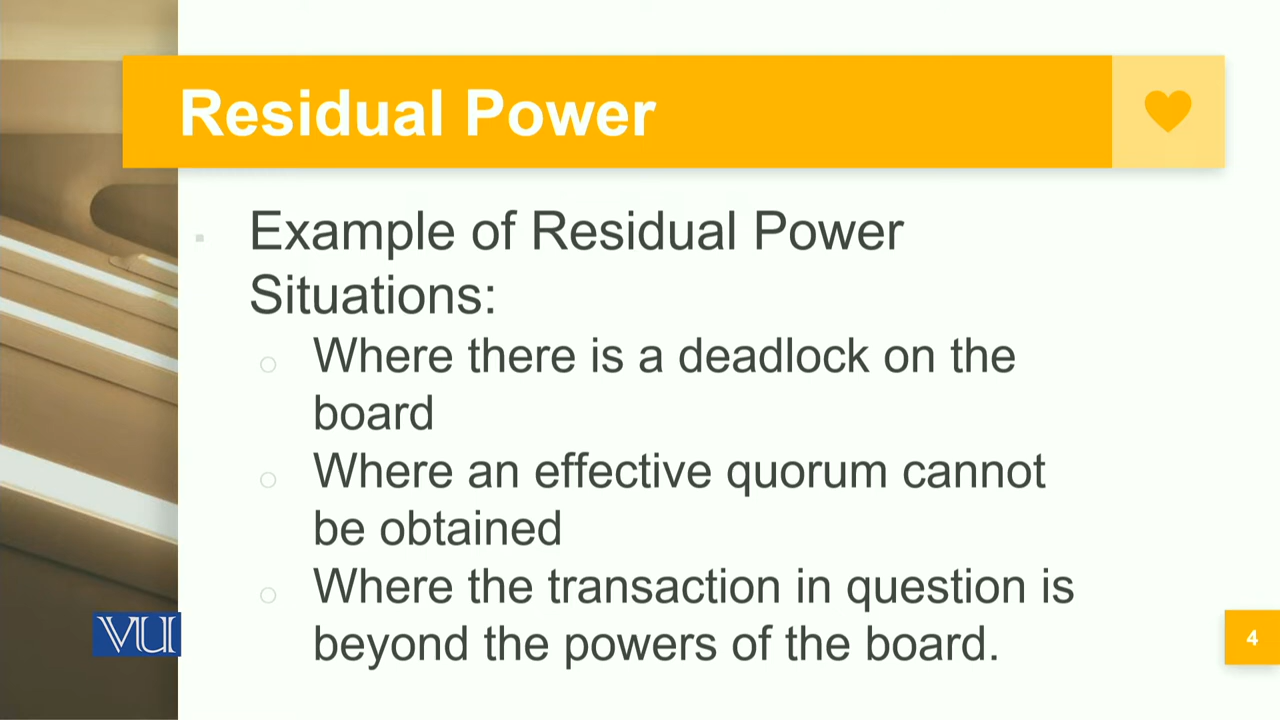 Residual Power
Example of Residual Power
Situations:
Where there is a deadlock on the
board
Where an effective quorum cannot
be obtained
Where the transaction in question is
beyond the powers of the board.
VU
4